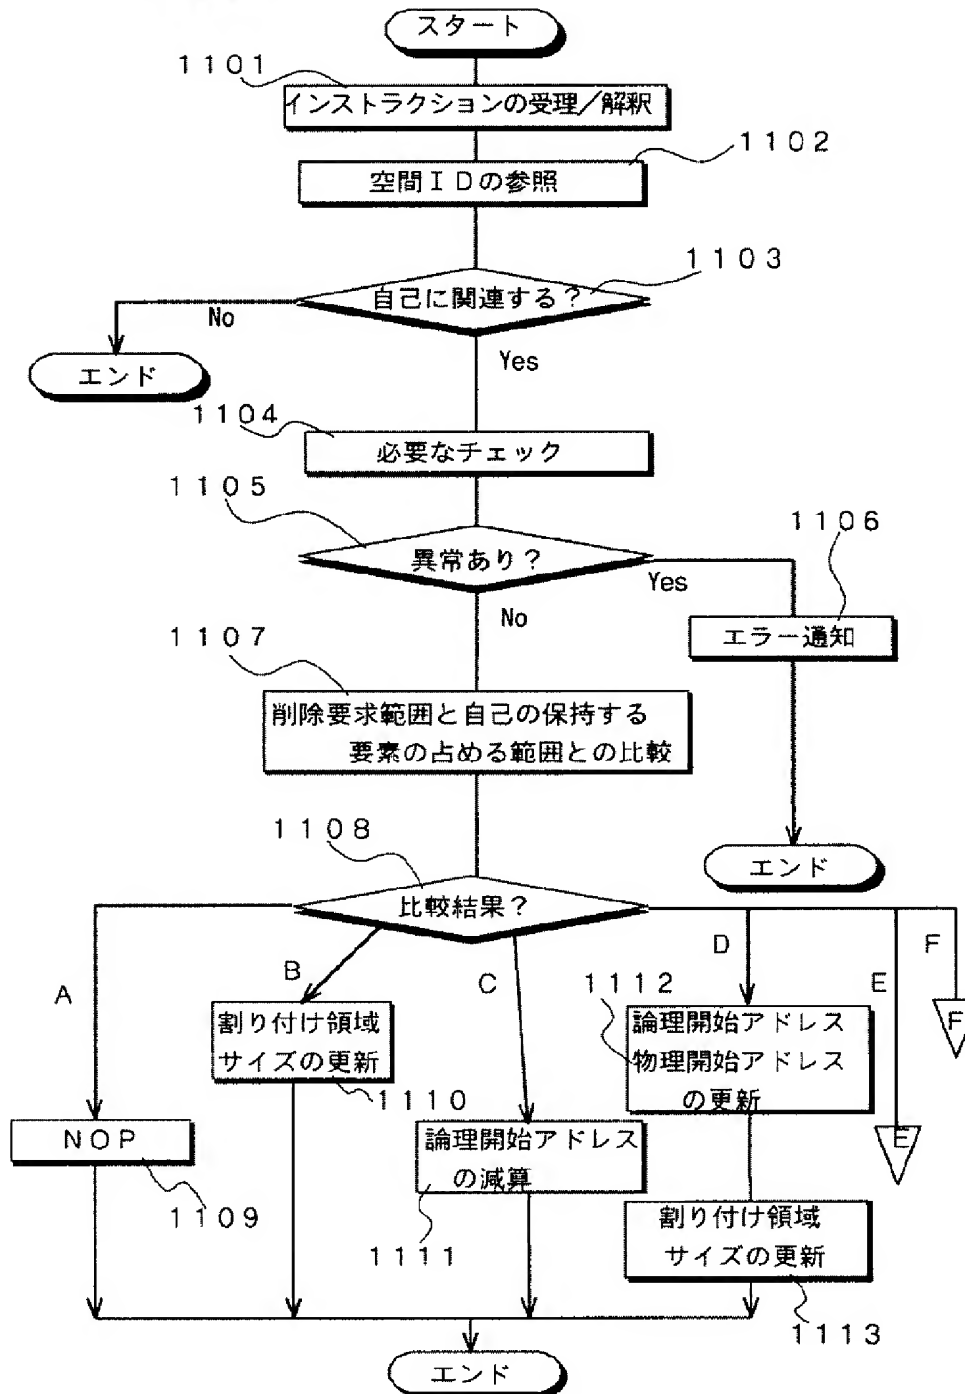 スタート
1101
インストラクションの受理/解釈
1102
空間IDの参照
1103
自己に関連する?
No
Yes
エンド
1104
必要なチェック
1105
異常あり?
Yes
No
1106
エラー通知
1107
削除要求範囲と自己の保持する
要素の占める範囲との比較
エンド
1108
比較結果?
A
B
C
D
E
F
1112
割り付け領域
サイズの更新
1110
論理開始アドレス
物理開始アドレス
の更新
F
E
NOP
1109
論理開始アドレス
の減算
1111
割り付け領域
サイズの更新
1113
エンド